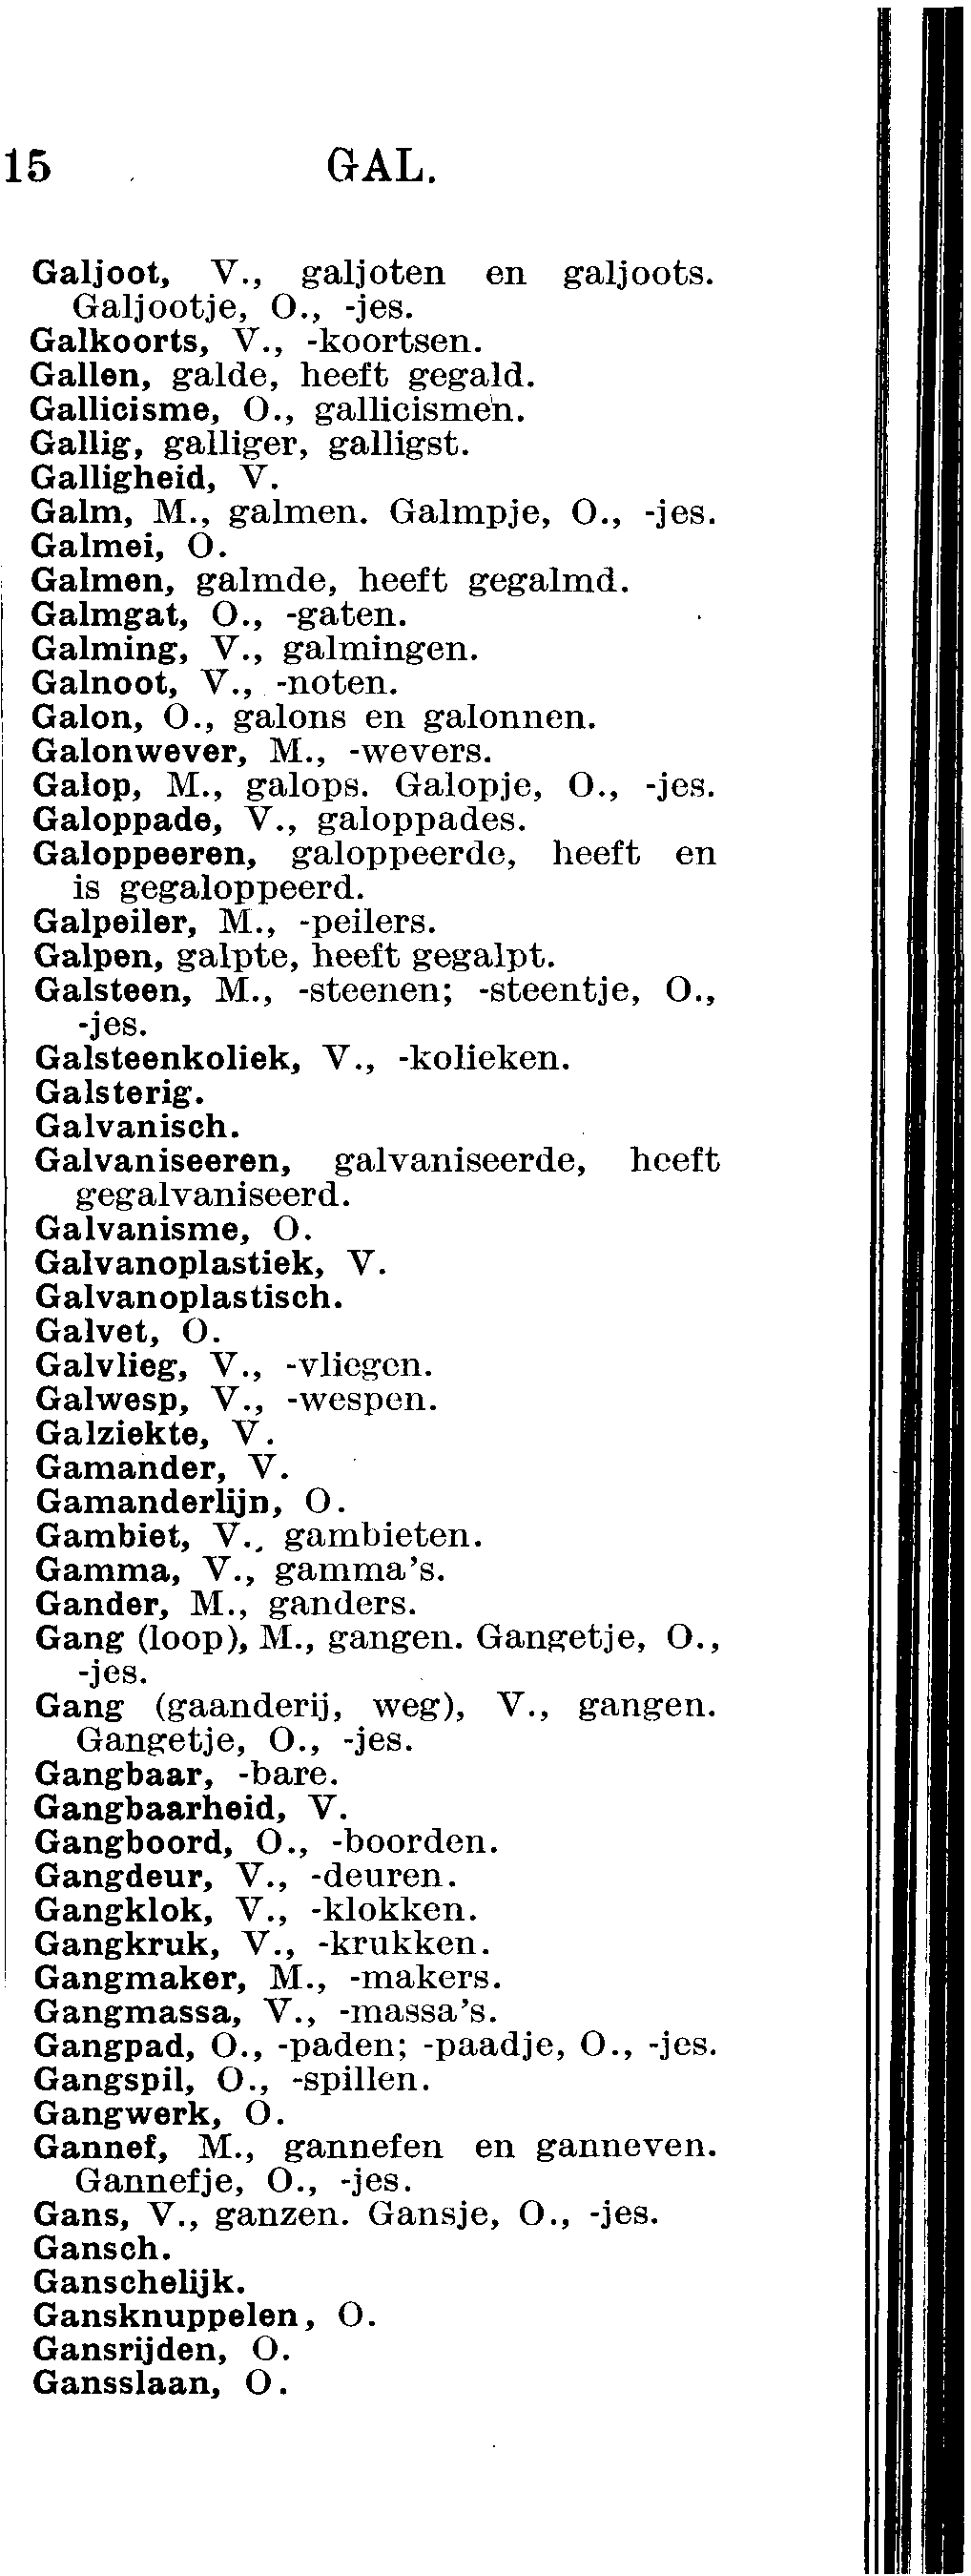 15 GAL.
Galjoot, V., galjoten en galjoots.
Galjootje, O., -jes.
Galkoorts, V., -koortsen.
Gallen, galde, heeft gegald.
Gallicisme, O., gallicismen.
Gallig, galliger, galligst.
Galligheid, V.
Galm, M., galmen. Galmpje, O., -jes.
Galmei, O.
Galmen, galmde, heeft gegalmd.
Galmgat, O., -gaten.
Galming, V., galmingen.
Galnoot, V., -noten.
Galon, O., galons en galonnen.
Galonwever, M., -wevers.
Galop, M., galops. Galopje, O., -jes.
Galoppade, V., galoppades.
Galoppeeren, galoppeerde, heeft en
is gegaloppeerd.
Galpeiler, M., -peilers.
Galpen, galpte, heeft gegalpt.
Galsteen, M., -steenen; -steentje, O.,
-jes.
Galsteenkoliek, V., -kolieken.
Galsterig.
Galvanisch.
Galvaniseeren, galvaniseerde, heeft
gegalvaniseerd.
Galvanisme, O.
Galvanoplastiek, V.
Galvanoplastisch.
Galvet, O.
Galvlieg, V., -vliegen.
Galwesp, V., -wespen.
Galziekte, V.
Gamander, V.
Gamanderlijn, O.
Gambiet, V., gambieten.
Gamma, V., gamma's.
Gander, M., ganders.
Gang (loop), M., gangen. Gangetje, O.,
-jes.
Gang (gaanderij, weg), V., gangen.
Gangetje, O., -jes.
Gangbaar, -bare.
Gangbaarheid, V.
Gangboord, O., -boorden.
Gangdeur, V., -deuren.
Gangklok, V., -klokken.
Gangkruk, V., -krukken.
Gangmaker, M., -makers.
Gangmassa, V., -massa's.
Gangpad, O., -paden; -paadje, O., -jes.
Gangspil, O., -spillen.
Gangwerk, O.
Gannef, M., gannefen en ganneven.
Gannefje, O., -jes.
Gans, V., ganzen. Gansje, O., -jes.
Gansch.
Ganschelijk.
Gansknuppelen, O.
Gansrijden, O.
Gansslaan, O.